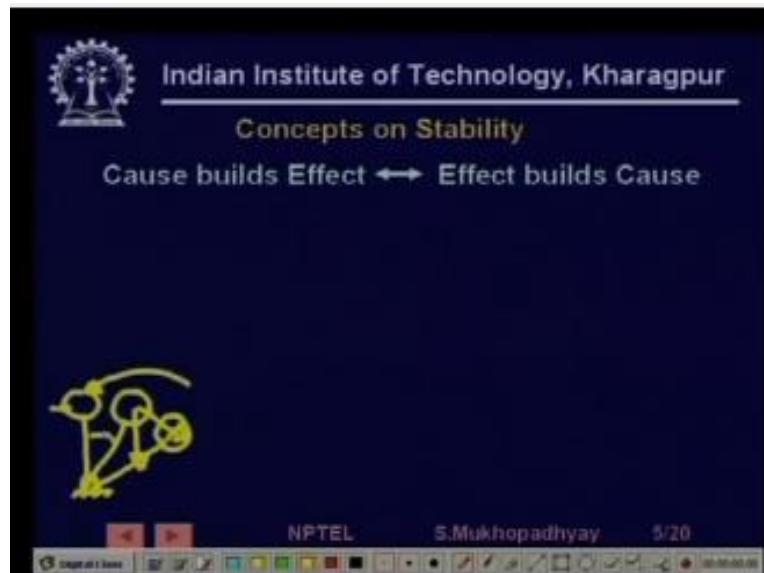 Indian Institute of Technology, Kharagpur
Concepts on Stability
Cause builds Effect ↔ Effect builds Cause
NPTEL S.Mukhopadhyay 5/20